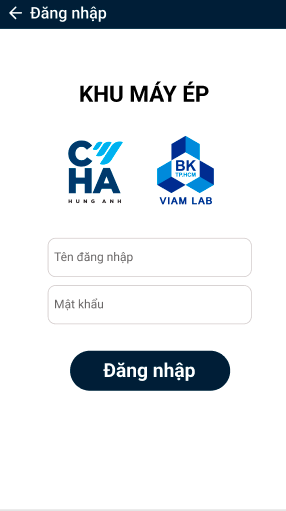 Đăng nhập
KHU MÁY ÉP
CYHA
HUNG ANH
BK
TP.HCM
VIAM LAB
Tên đăng nhập
Mật khẩu
Đăng nhập